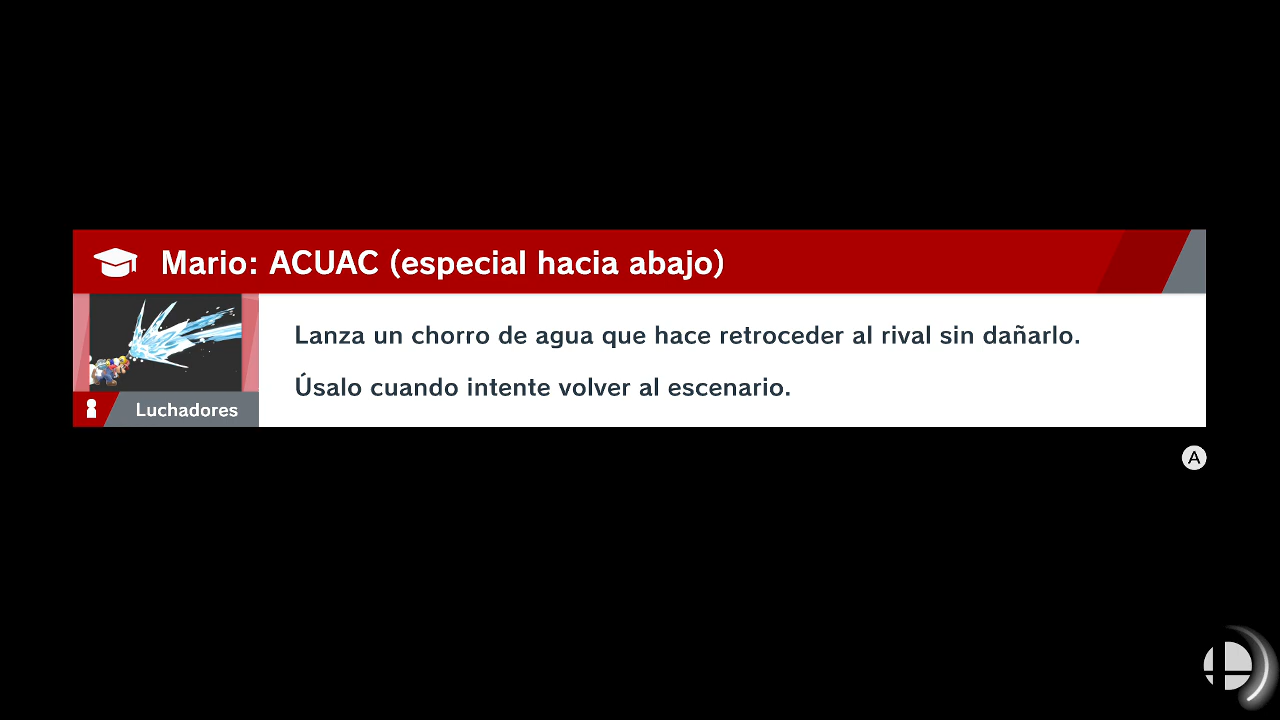 Mario: ACUAC (especial hacia abajo)
Lanza un chorro de agua que hace retroceder al rival sin dañarlo.
Úsalo cuando intente volver al escenario.
Luchadores
A